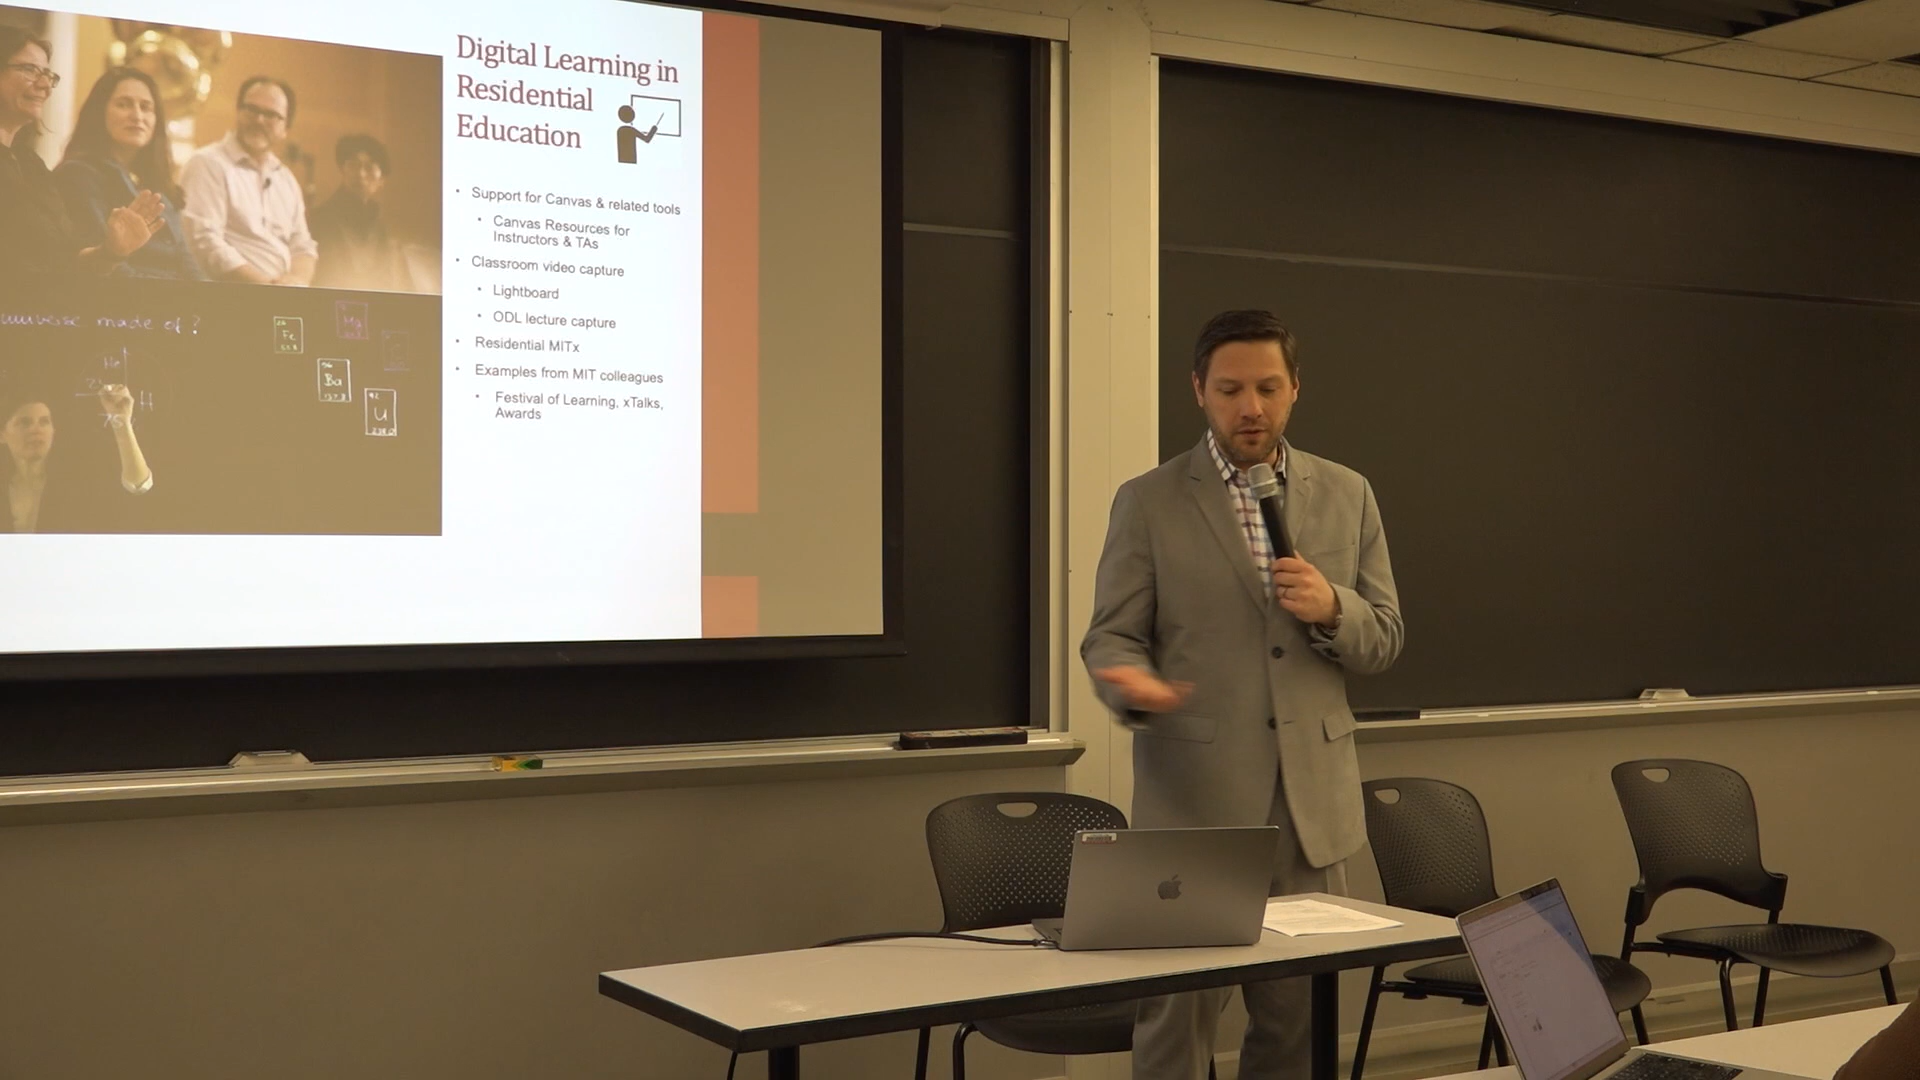 Digital Learning in
Residential
Education
• Support for Canvas & related tools
• Canvas Resources for
Instructors & TAs
• Classroom video capture
• Lightboard
• ODL lecture capture
• Residential MITx
• Examples from MIT colleagues
• Festival of Learning, xTalks,
Awards
universe made of?
Fe
Mg
Ba
U
He
H
75